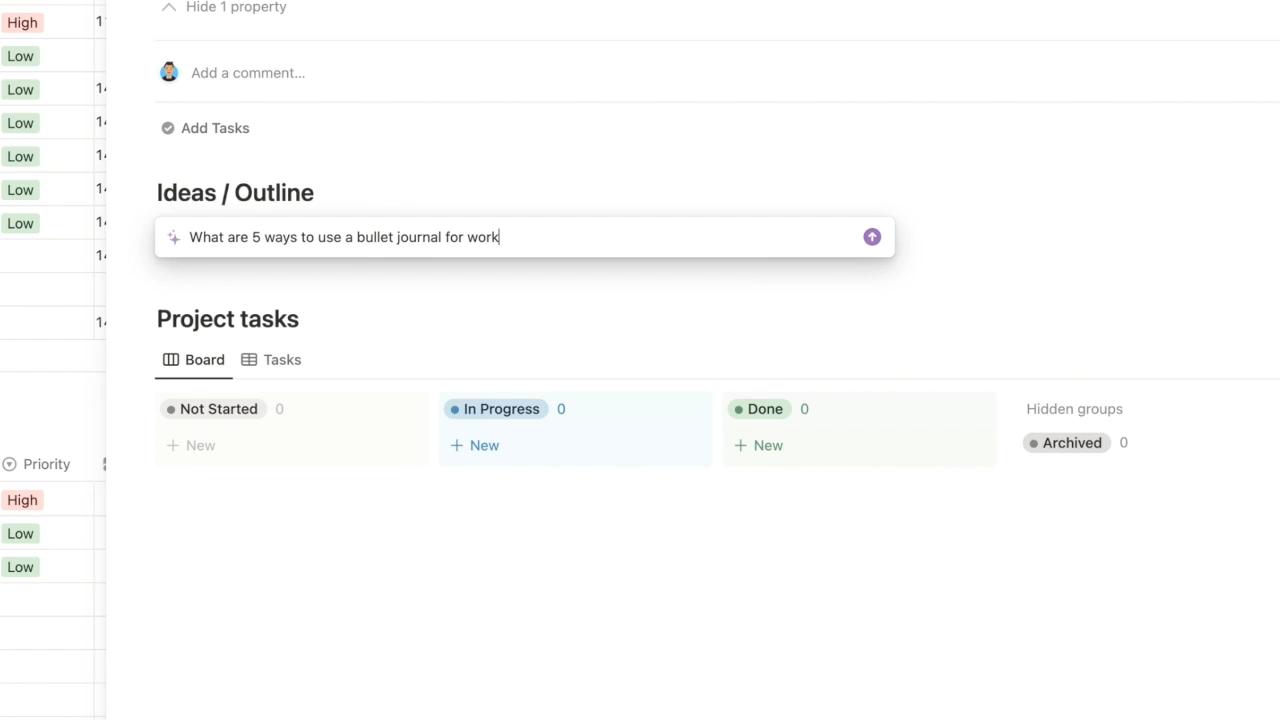 High
Low
Low
Low
Low
Low
Low
Priority
High
Low
Low
Hide 1 property
Add a comment...
Add Tasks
Ideas / Outline
What are 5 ways to use a bullet journal for work
Project tasks
Board Tasks
Not Started 0 In Progress 0 Done 0 Hidden groups
New New New Archived 0